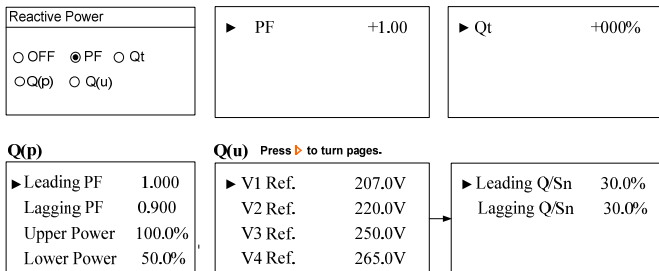 Reactive Power
OFF PF Qt
Q(p) Q(u)
PF +1.00
Qt +000%
Q(p)
Leading PF 1.000
Lagging PF 0.900
Upper Power 100.0%
Lower Power 50.0%
Q(u) Press to turn pages.
V1 Ref. 207.0V
V2 Ref. 220.0V
V3 Ref. 250.0V
V4 Ref. 265.0V
Leading Q/Sn 30.0%
Lagging Q/Sn 30.0%